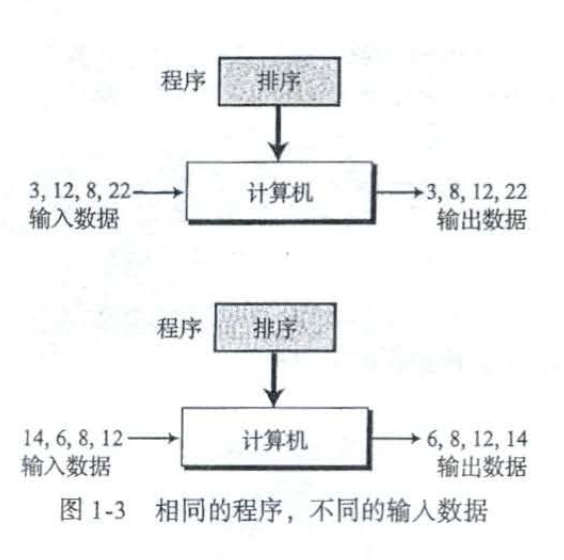 程序 排序
计算机
3, 12, 8, 22
输入数据
3, 8, 12, 22
输出数据
程序 排序
计算机
14, 6, 8, 12
输入数据
6, 8, 12, 14
输出数据
图 1-3 相同的程序，不同的输入数据